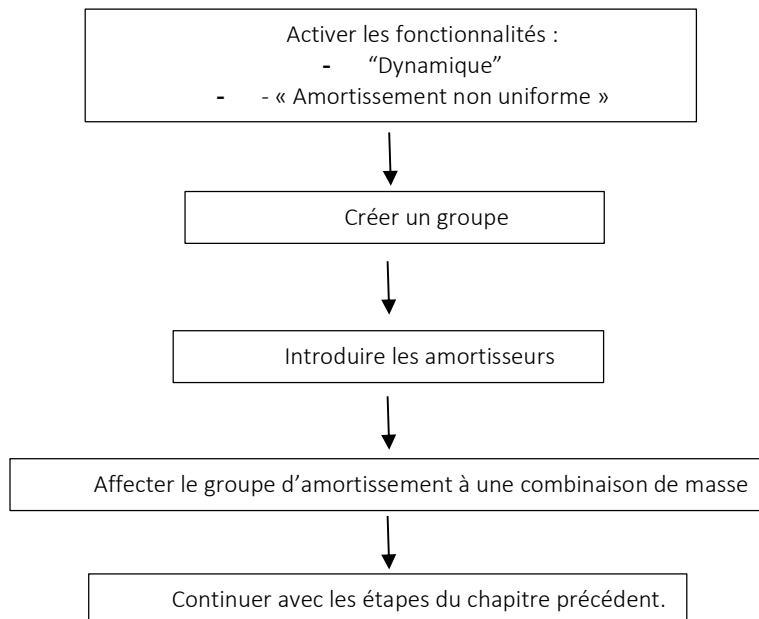 Activer les fonctionnalités :
- “Dynamique”
- - « Amortissement non uniforme »
Créer un groupe
Introduire les amortisseurs
Affecter le groupe d’amortissement à une combinaison de masse
Continuer avec les étapes du chapitre précédent.